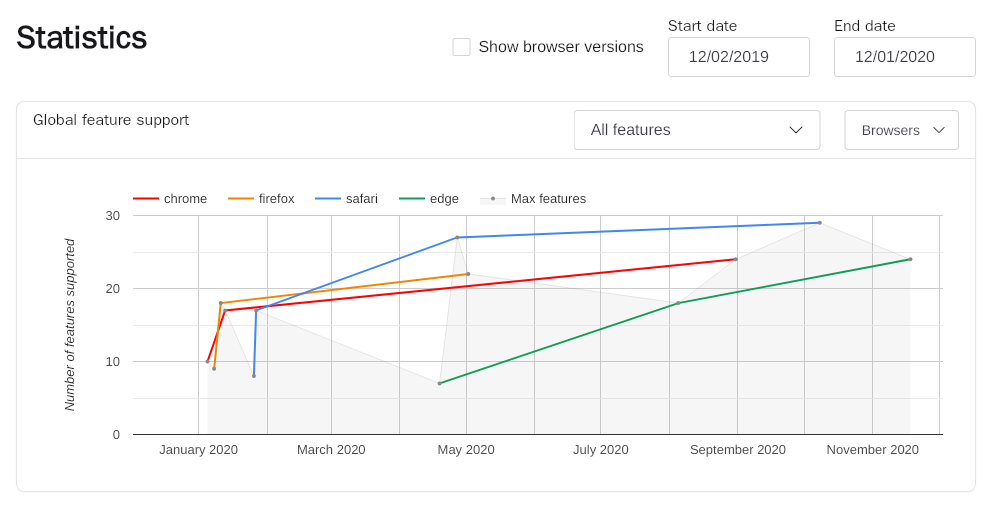 Statistics
Show browser versions
Start date
12/02/2019
End date
12/01/2020
Global feature support
All features
Browsers
chrome
firefox
safari
edge
Max features
Number of features supported
30
20
10
0
January 2020
March 2020
May 2020
July 2020
September 2020
November 2020